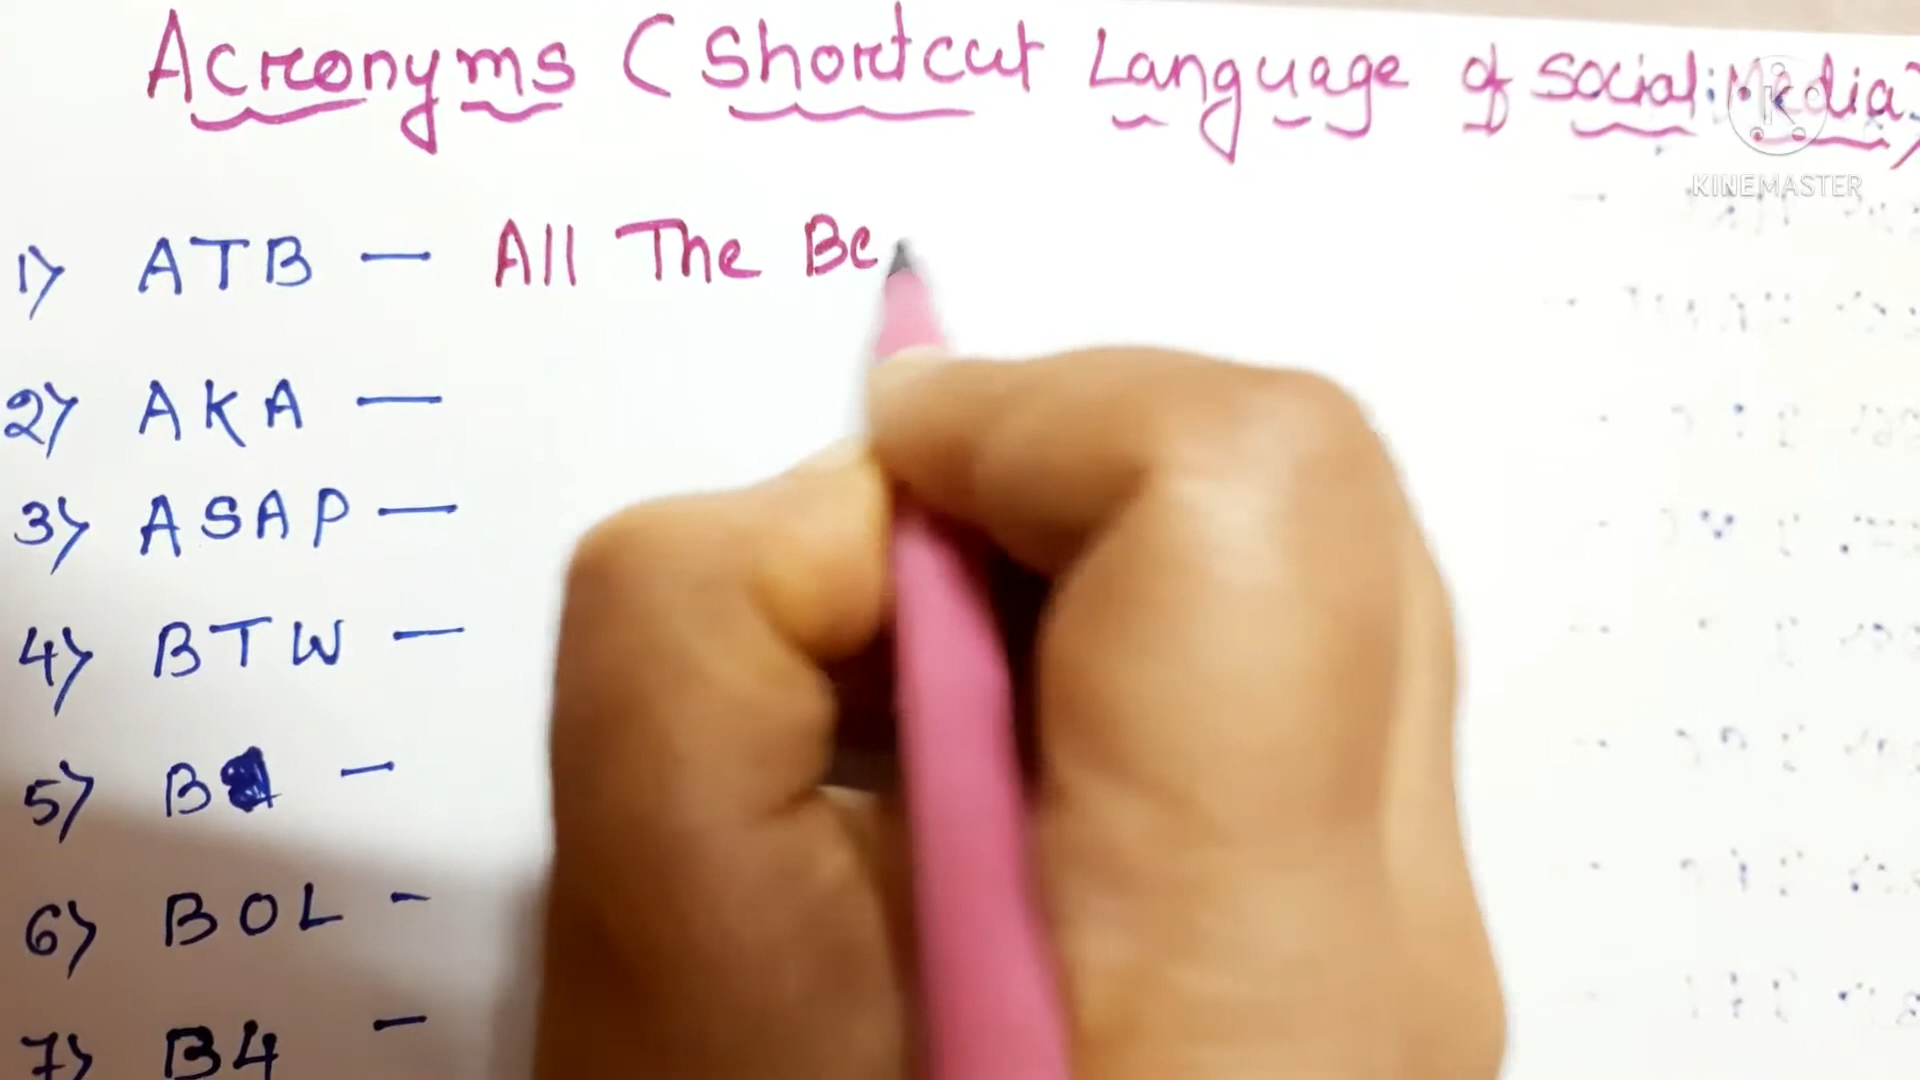 Acronyms (Shortcut Language of Social Media)
KINEMASTER
1) ATB — All The Be
2) AKA —
3) ASAP —
4) BTW —
5) B -
6) BOL -
7) B4 -